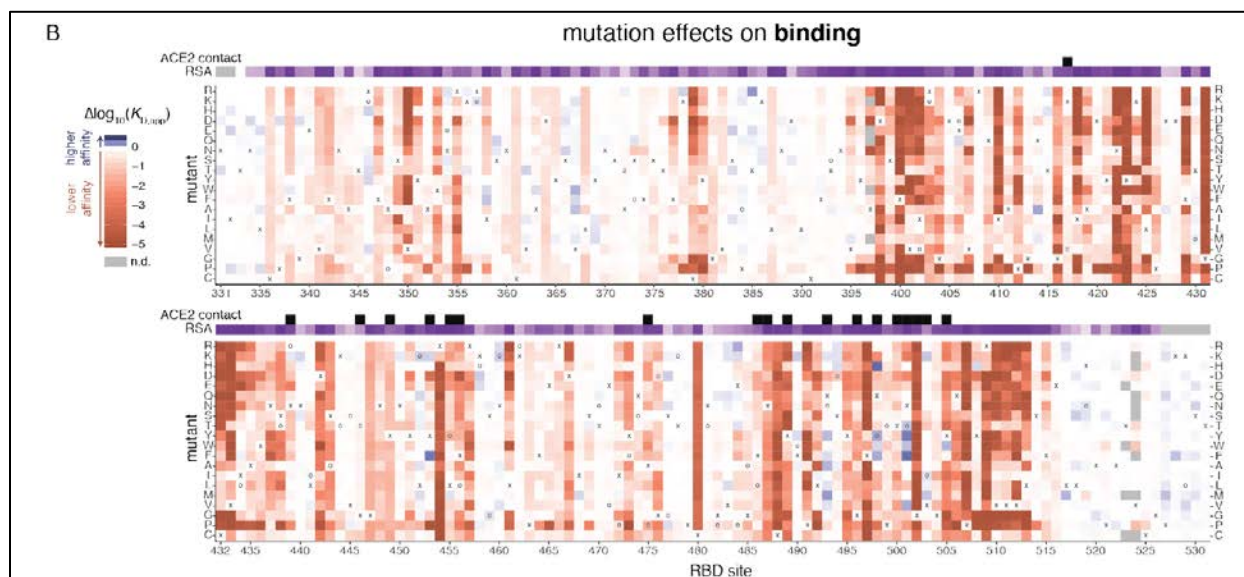 B
mutation effects on binding
ACE2 contact
RSA
Δlog10(KD,app)
higher affinity
lower affinity
0
−1
−2
−3
−4
−5
n.d.
mutant
R
K
H
D
E
Q
N
S
T
Y
W
F
A
I
L
M
V
G
P
C
331 335 340 345 350 355 360 365 370 375 380 385 390 395 400 405 410 415 420 425 430
ACE2 contact
RSA
mutant
R
K
H
D
E
Q
N
S
T
Y
W
F
A
I
L
M
V
G
P
C
432 435 440 445 450 455 460 465 470 475 480 485 490 495 500 505 510 515 520 525 530
RBD site